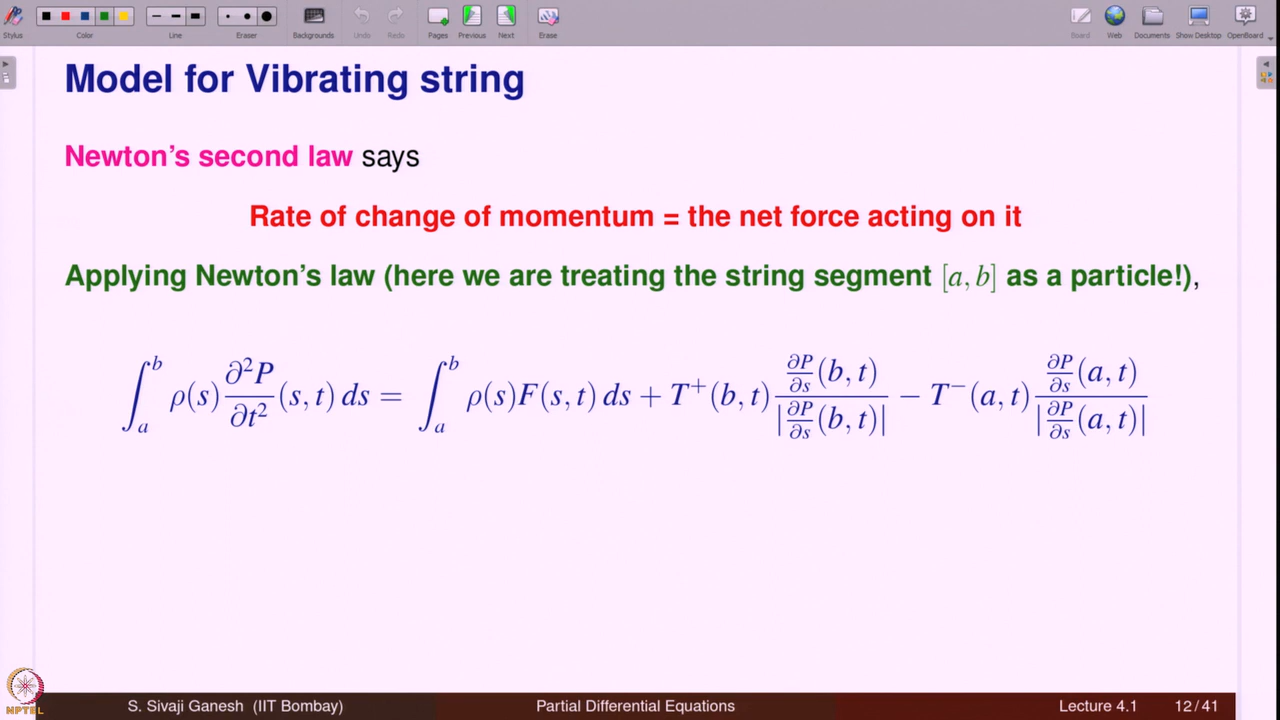 Stylus Color Line Eraser Backgrounds Undo Redo Pages Previous Next Erase Board Web Documents Show Desktop OpenBoard
Model for Vibrating string
Newton's second law says
Rate of change of momentum = the net force acting on it
Applying Newton's law (here we are treating the string segment [a, b] as a particle!),
∫_a^b ρ(s) ∂²P/∂t² (s, t) ds = ∫_a^b ρ(s)F(s, t) ds + T⁺(b, t) (∂P/∂s (b, t))/(|∂P/∂s (b, t)|) − T⁻(a, t) (∂P/∂s (a, t))/(|∂P/∂s (a, t)|)
NPTEL
S. Sivaji Ganesh (IIT Bombay) Partial Differential Equations Lecture 4.1 12/41